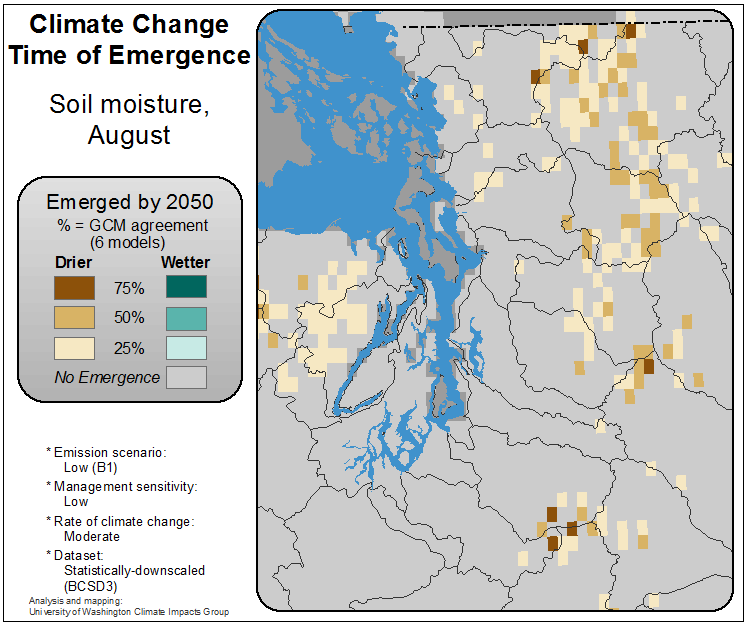 Climate Change
Time of Emergence
Soil moisture,
August
Emerged by 2050
% = GCM agreement
(6 models)
Drier Wetter
75%
50%
25%
No Emergence
* Emission scenario:
Low (B1)
* Management sensitivity:
Low
* Rate of climate change:
Moderate
* Dataset:
Statistically-downscaled
(BCSD3)
Analysis and mapping:
University of Washington Climate Impacts Group